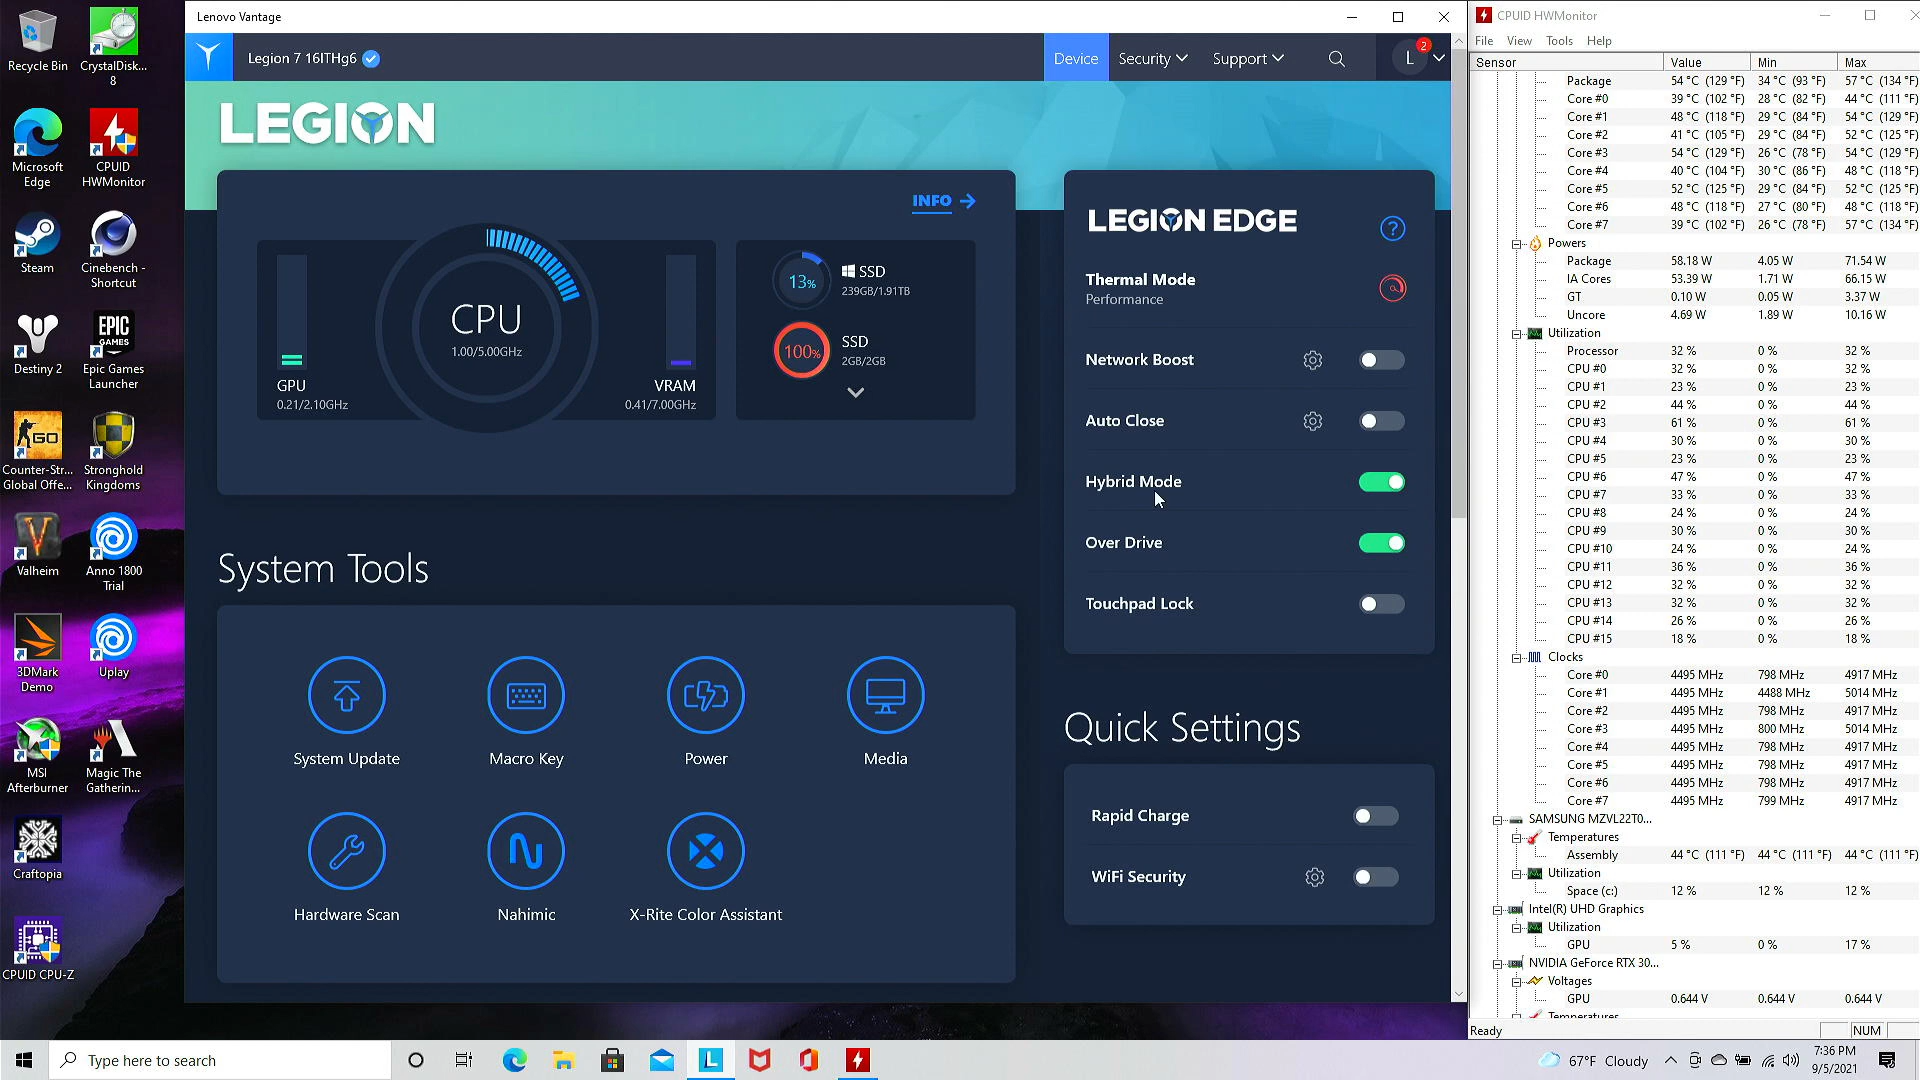 Recycle Bin
CrystalDisk...
8
Microsoft
Edge
CPUID
HWMonitor
Steam
Cinebench -
Shortcut
Destiny 2
EPIC
GAMES
Epic Games
Launcher
GO
Counter-Str...
Global Offe...
Stronghold
Kingdoms
Valheim
Anno 1800
Trial
3DMark
Demo
Uplay
MSI
Afterburner
Magic The
Gatherin...
Craftopia
CPUID CPU-Z
Lenovo Vantage
Legion 7 16ITHg6
Device
Security
Support
L
2
LEGION
INFO
CPU
1.00/5.00GHz
GPU
0.21/2.10GHz
VRAM
0.41/7.00GHz
13%
SSD
239GB/1.91TB
100%
SSD
2GB/2GB
LEGION EDGE
?
Thermal Mode
Performance
Network Boost
Auto Close
Hybrid Mode
Over Drive
Touchpad Lock
System Tools
System Update
Macro Key
Power
Media
Hardware Scan
Nahimic
X-Rite Color Assistant
Quick Settings
Rapid Charge
WiFi Security
CPUID HWMonitor
File View Tools Help
Sensor Value Min Max
Package 54 °C (129 °F) 34 °C (93 °F) 57 °C (134 °F)
Core #0 39 °C (102 °F) 28 °C (82 °F) 44 °C (111 °F)
Core #1 48 °C (118 °F) 29 °C (84 °F) 54 °C (129 °F)
Core #2 41 °C (105 °F) 29 °C (84 °F) 52 °C (125 °F)
Core #3 54 °C (129 °F) 26 °C (78 °F) 54 °C (129 °F)
Core #4 40 °C (104 °F) 30 °C (86 °F) 48 °C (118 °F)
Core #5 52 °C (125 °F) 29 °C (84 °F) 52 °C (125 °F)
Core #6 48 °C (118 °F) 27 °C (80 °F) 48 °C (118 °F)
Core #7 39 °C (102 °F) 26 °C (78 °F) 57 °C (134 °F)
Powers
Package 58.18 W 4.05 W 71.54 W
IA Cores 53.39 W 1.71 W 66.15 W
GT 0.10 W 0.05 W 3.37 W
Uncore 4.69 W 1.89 W 10.16 W
Utilization
Processor 32 % 0 % 32 %
CPU #0 32 % 0 % 32 %
CPU #1 23 % 0 % 23 %
CPU #2 44 % 0 % 44 %
CPU #3 61 % 0 % 61 %
CPU #4 30 % 0 % 30 %
CPU #5 23 % 0 % 23 %
CPU #6 47 % 0 % 47 %
CPU #7 33 % 0 % 33 %
CPU #8 24 % 0 % 24 %
CPU #9 30 % 0 % 30 %
CPU #10 24 % 0 % 24 %
CPU #11 36 % 0 % 36 %
CPU #12 32 % 0 % 32 %
CPU #13 32 % 0 % 32 %
CPU #14 26 % 0 % 26 %
CPU #15 18 % 0 % 18 %
Clocks
Core #0 4495 MHz 798 MHz 4917 MHz
Core #1 4495 MHz 4488 MHz 5014 MHz
Core #2 4495 MHz 798 MHz 4917 MHz
Core #3 4495 MHz 800 MHz 5014 MHz
Core #4 4495 MHz 798 MHz 4917 MHz
Core #5 4495 MHz 798 MHz 4917 MHz
Core #6 4495 MHz 798 MHz 4917 MHz
Core #7 4495 MHz 799 MHz 4917 MHz
SAMSUNG MZVL22T0...
Temperatures
Assembly 44 °C (111 °F) 44 °C (111 °F) 44 °C (111 °F)
Utilization
Space (c:) 12 % 12 % 12 %
Intel(R) UHD Graphics
Utilization
GPU 5 % 0 % 17 %
NVIDIA GeForce RTX 30...
Voltages
GPU 0.644 V 0.644 V 0.644 V
Temperatures
Ready NUM
Type here to search
L
67°F Cloudy
7:36 PM
9/5/2021